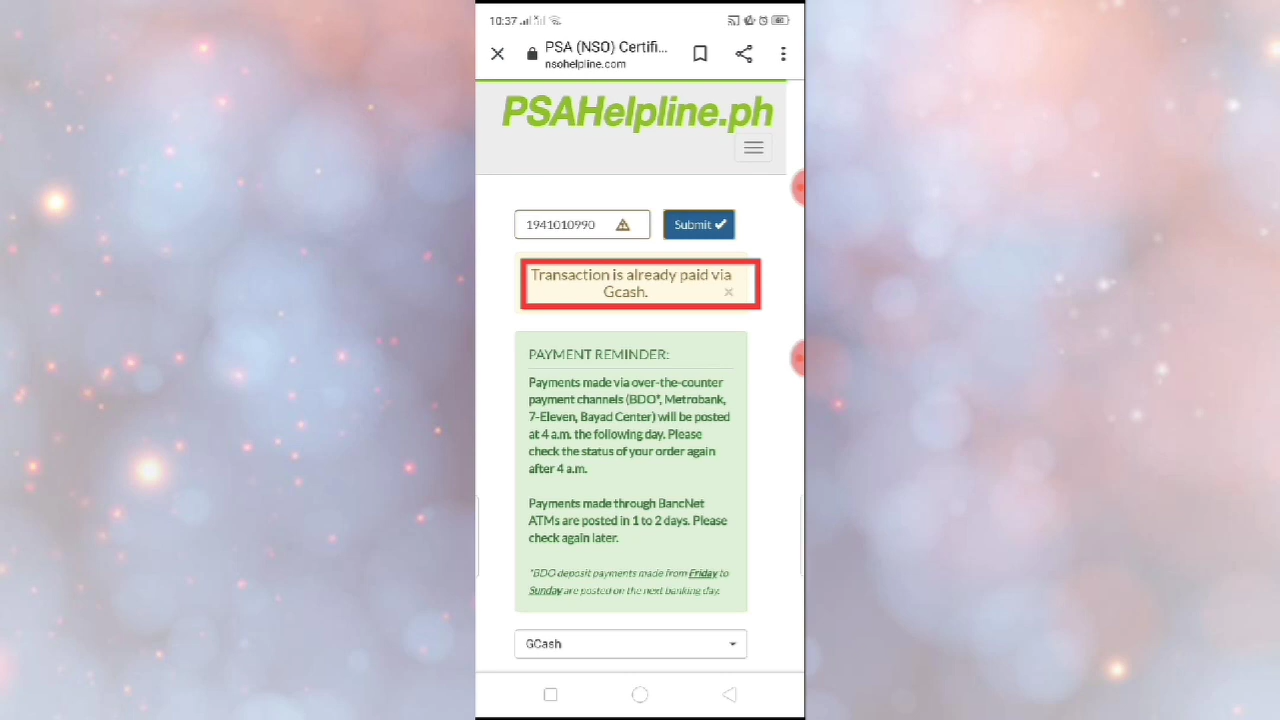 10:37
PSA (NSO) Certifi...
nsohelpline.com
PSAHelpline.ph
1941010990
Submit
Transaction is already paid via
Gcash.
PAYMENT REMINDER:
Payments made via over-the-counter
payment channels (BDO*, Metrobank,
7-Eleven, Bayad Center) will be posted
at 4 a.m. the following day. Please
check the status of your order again
after 4 a.m.
Payments made through BancNet
ATMs are posted in 1 to 2 days. Please
check again later.
*BDO deposit payments made from Friday to
Sunday are posted on the next banking day.
GCash